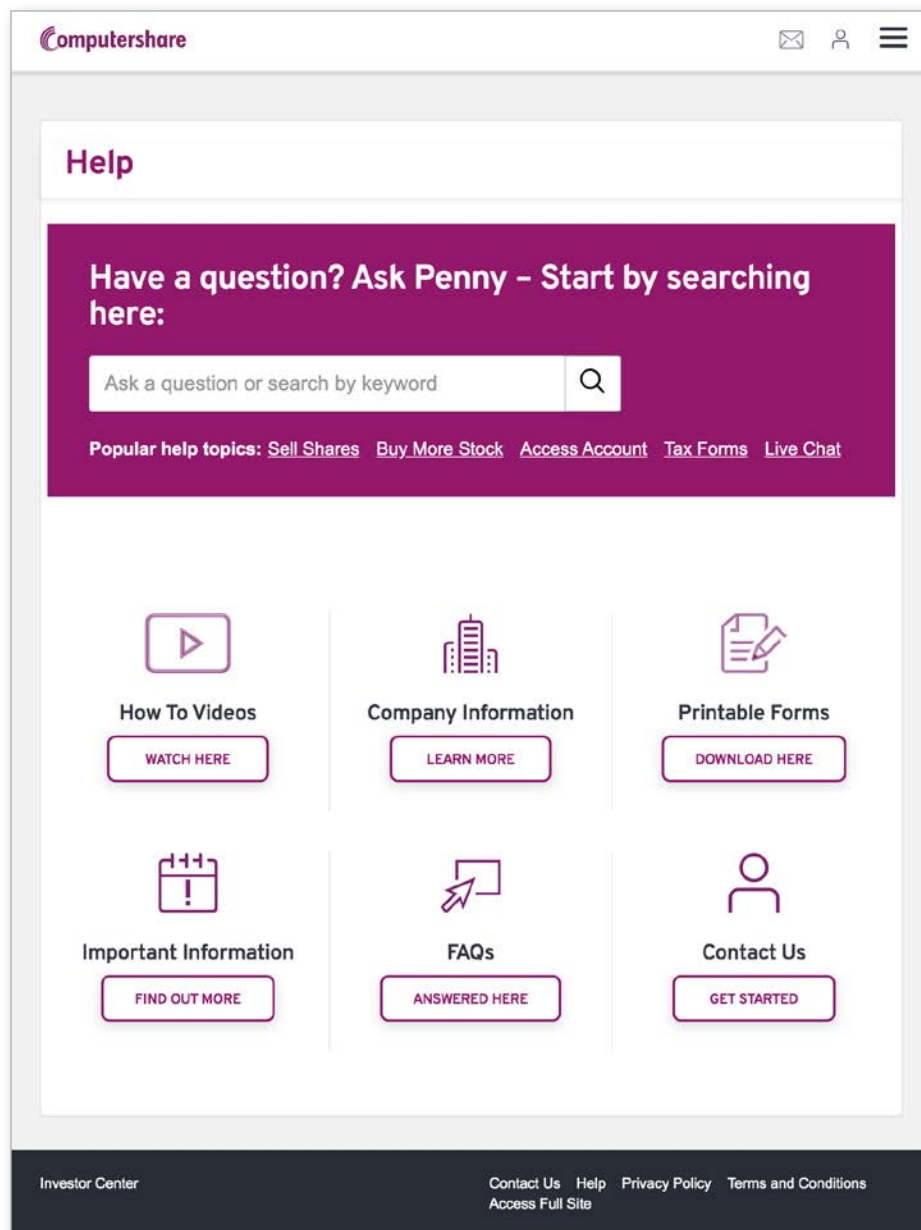 Computershare
Help
Have a question? Ask Penny – Start by searching
here:
Ask a question or search by keyword
Popular help topics: Sell Shares Buy More Stock Access Account Tax Forms Live Chat
How To Videos
WATCH HERE
Company Information
LEARN MORE
Printable Forms
DOWNLOAD HERE
Important Information
FIND OUT MORE
FAQs
ANSWERED HERE
Contact Us
GET STARTED
Investor Center
Contact Us Help Privacy Policy Terms and Conditions
Access Full Site